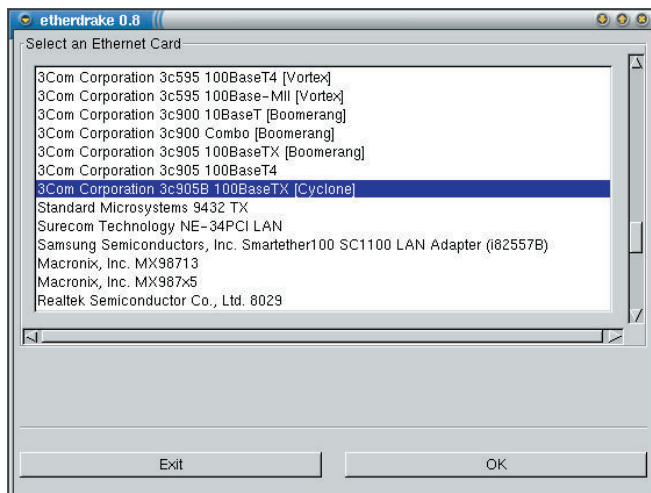 etherdrake 0.8
Select an Ethernet Card
3Com Corporation 3c595 100BaseT4 [Vortex]
3Com Corporation 3c595 100Base-MII [Vortex]
3Com Corporation 3c900 10BaseT [Boomerang]
3Com Corporation 3c900 Combo [Boomerang]
3Com Corporation 3c905 100BaseTX [Boomerang]
3Com Corporation 3c905 100BaseT4
3Com Corporation 3c905B 100BaseTX [Cyclone]
Standard Microsystems 9432 TX
Surecom Technology NE-34PCI LAN
Samsung Semiconductors, Inc. Smartether100 SC1100 LAN Adapter (i82557B)
Macronix, Inc. MX98713
Macronix, Inc. MX987x5
Realtek Semiconductor Co., Ltd. 8029
Exit
OK